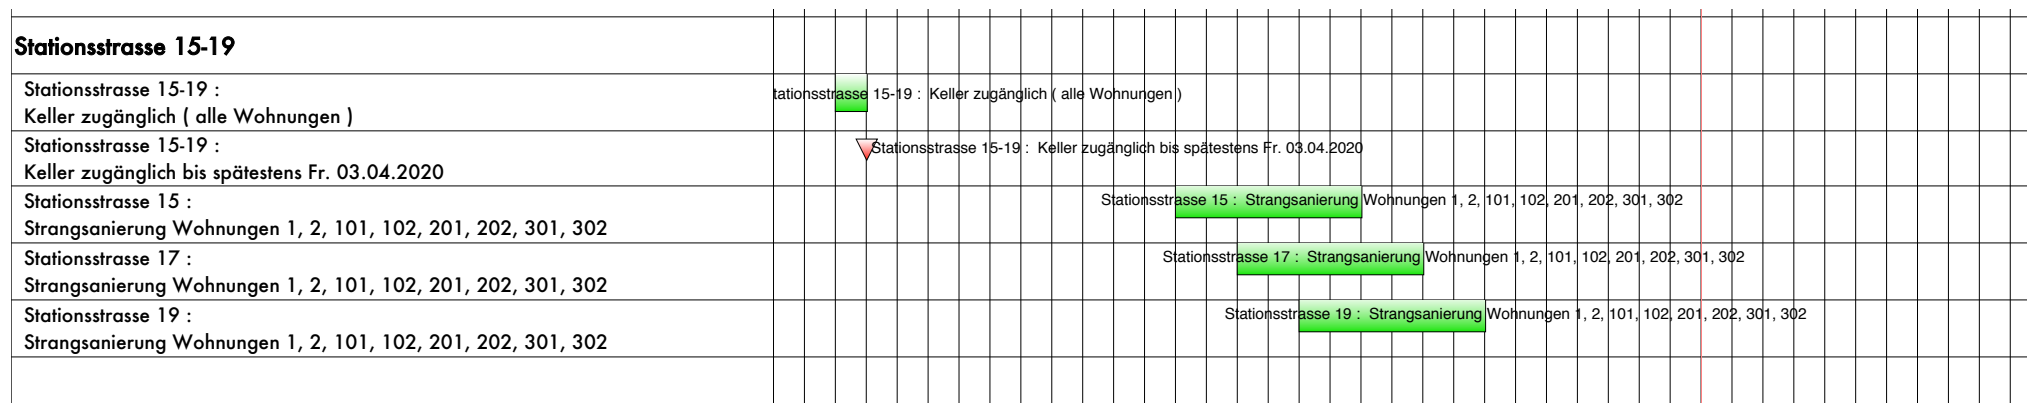 Stationsstrasse 15-19
Stationsstrasse 15-19 :
Keller zugänglich ( alle Wohnungen )
tationsstrasse 15-19 : Keller zugänglich ( alle Wohnungen )
Stationsstrasse 15-19 :
Keller zugänglich bis spätestens Fr. 03.04.2020
Stationsstrasse 15-19 : Keller zugänglich bis spätestens Fr. 03.04.2020
Stationsstrasse 15 :
Strangsanierung Wohnungen 1, 2, 101, 102, 201, 202, 301, 302
Stationsstrasse 15 : Strangsanierung Wohnungen 1, 2, 101, 102, 201, 202, 301, 302
Stationsstrasse 17 :
Strangsanierung Wohnungen 1, 2, 101, 102, 201, 202, 301, 302
Stationsstrasse 17 : Strangsanierung Wohnungen 1, 2, 101, 102, 201, 202, 301, 302
Stationsstrasse 19 :
Strangsanierung Wohnungen 1, 2, 101, 102, 201, 202, 301, 302
Stationsstrasse 19 : Strangsanierung Wohnungen 1, 2, 101, 102, 201, 202, 301, 302